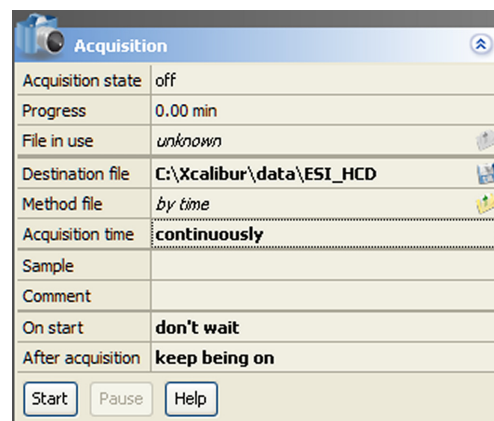 Acquisition
Acquisition state off
Progress 0.00 min
File in use unknown
Destination file C:\Xcalibur\data\ESI_HCD
Method file by time
Acquisition time continuously
Sample
Comment
On start don't wait
After acquisition keep being on
Start Pause Help